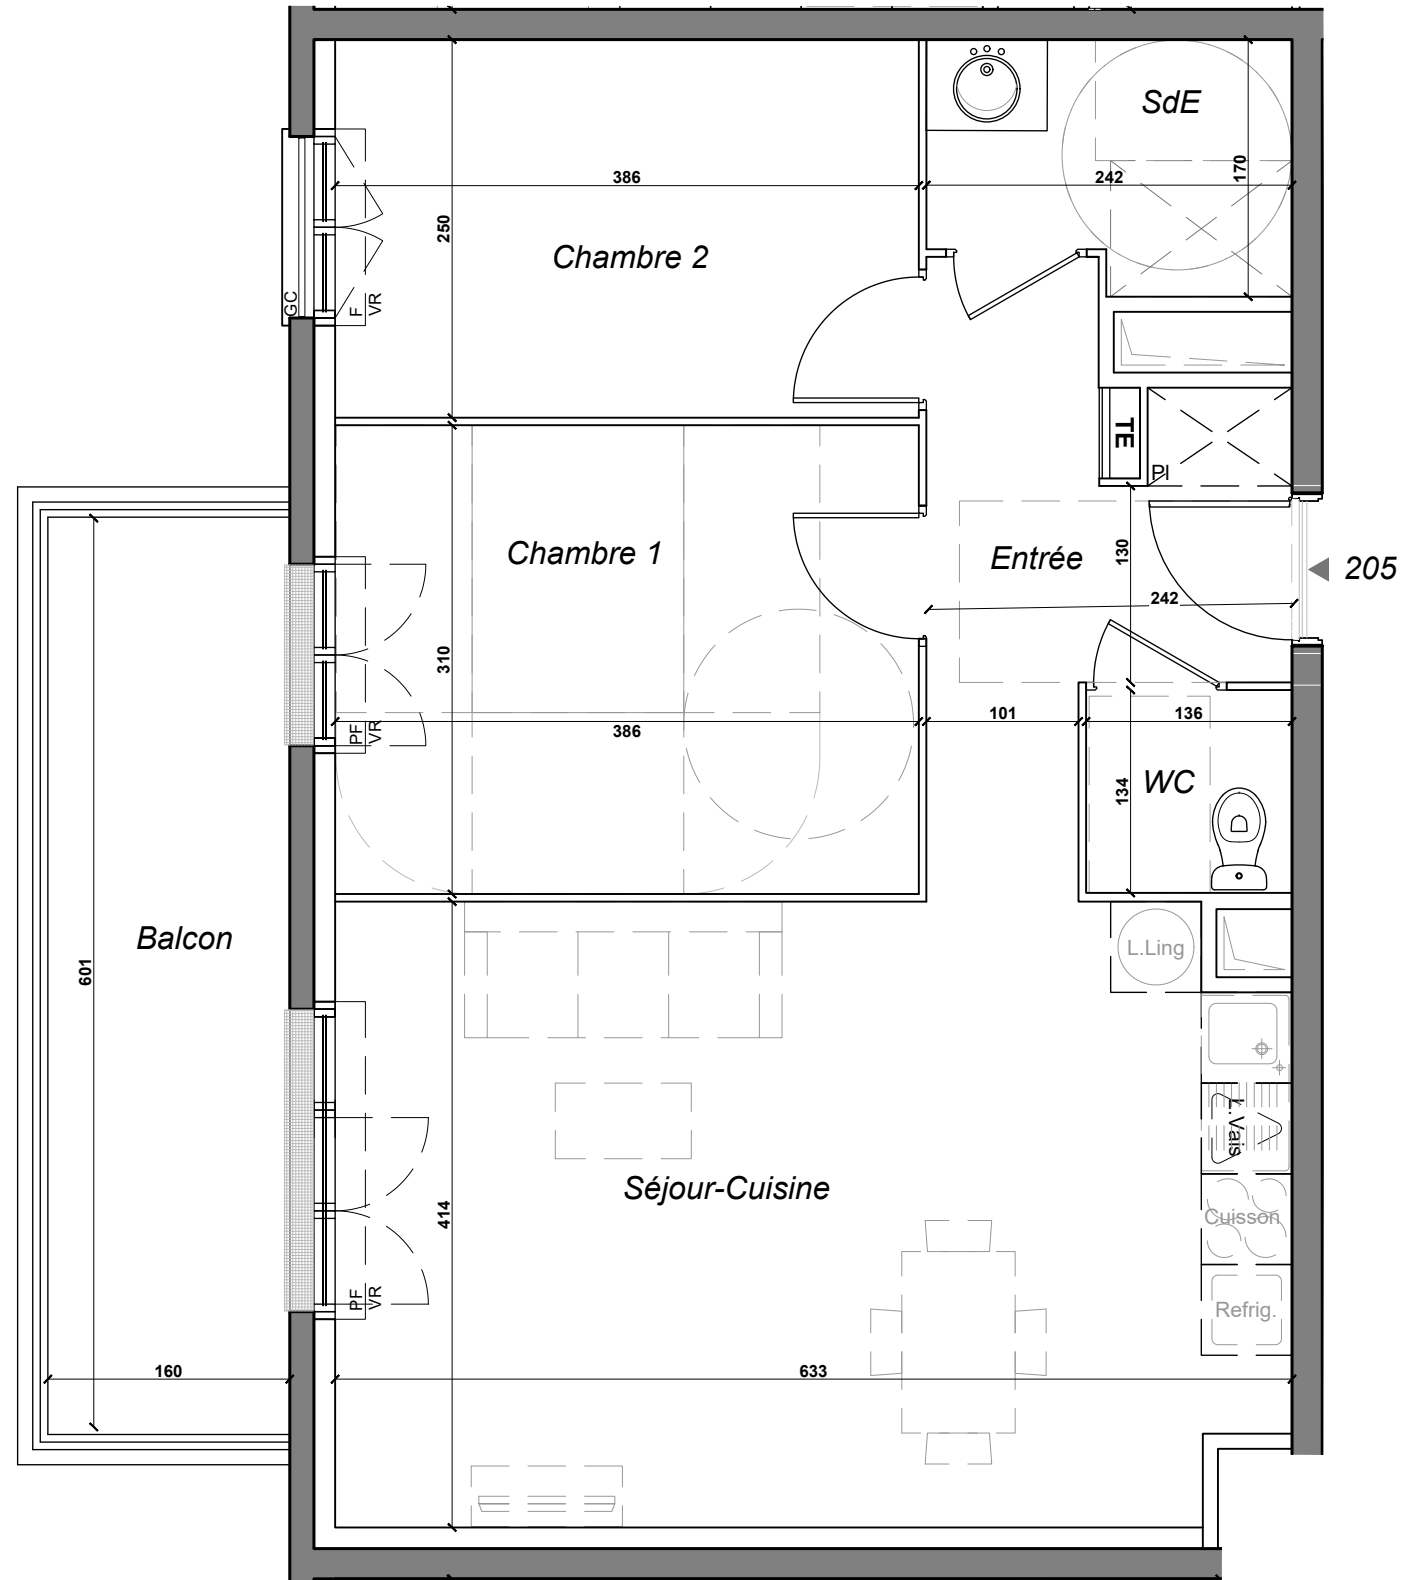 SdE
170
386
242
250
Chambre 2
GC
F
VR
TE
Pl
Chambre 1
Entrée
130
205
242
310
PF
VR
386
101
136
134
WC
Balcon
601
L.Ling
L.Vais
Séjour-Cuisine
414
Cuisson
PF
VR
Refrig.
160
633